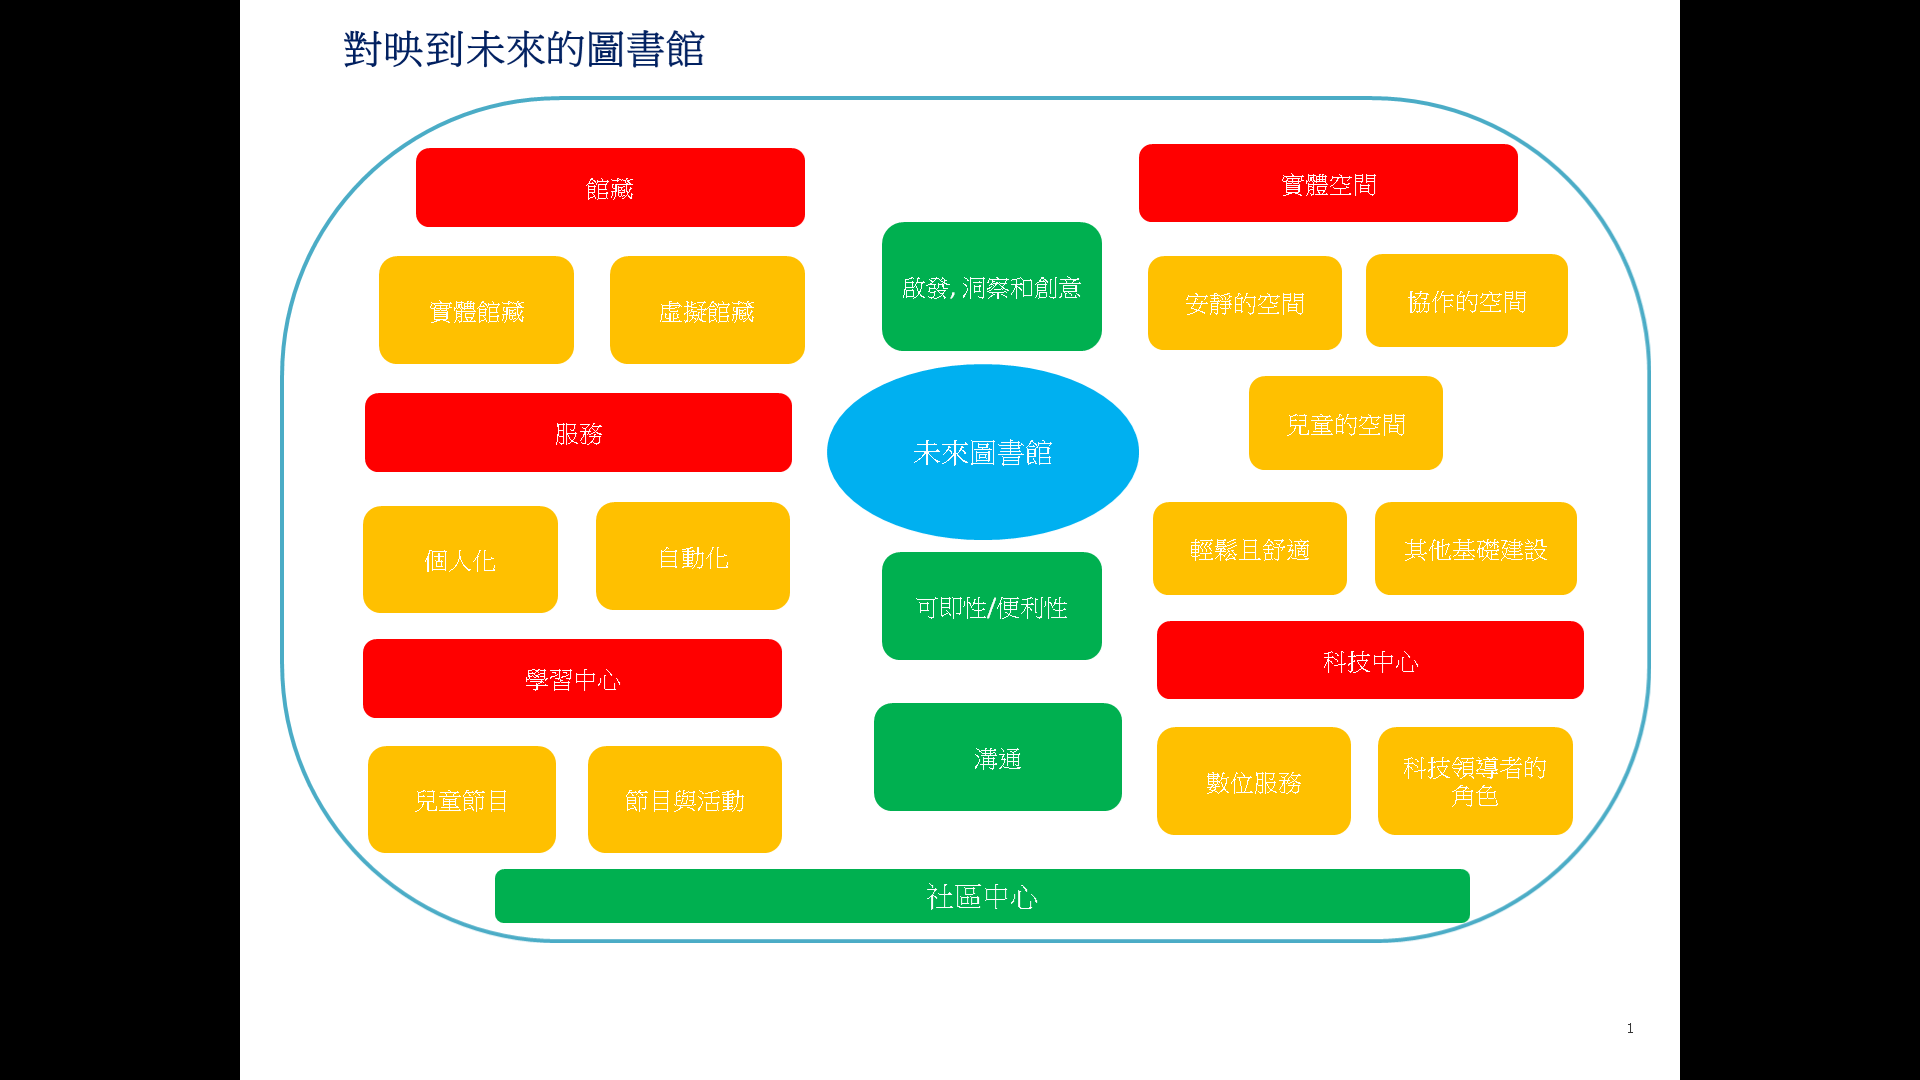 對映到未來的圖書館
館藏
實體館藏
虛擬館藏
服務
個人化
自動化
學習中心
兒童節目
節目與活動
啟發, 洞察和創意
未來圖書館
可即性/便利性
溝通
實體空間
安靜的空間
協作的空間
兒童的空間
輕鬆且舒適
其他基礎建設
科技中心
數位服務
科技領導者的
角色
社區中心
1